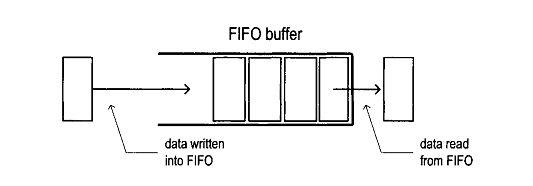 FIFO buffer
data written
into FIFO
data read
from FIFO